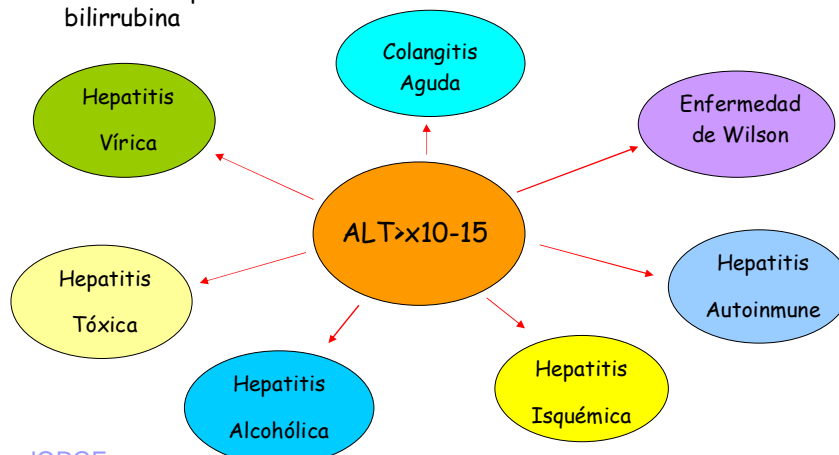 bilirrubina
Colangitis
Aguda
Hepatitis
Vírica
Enfermedad
de Wilson
ALT>x10-15
Hepatitis
Autoinmune
Hepatitis
Tóxica
Hepatitis
Isquémica
Hepatitis
Alcohólica